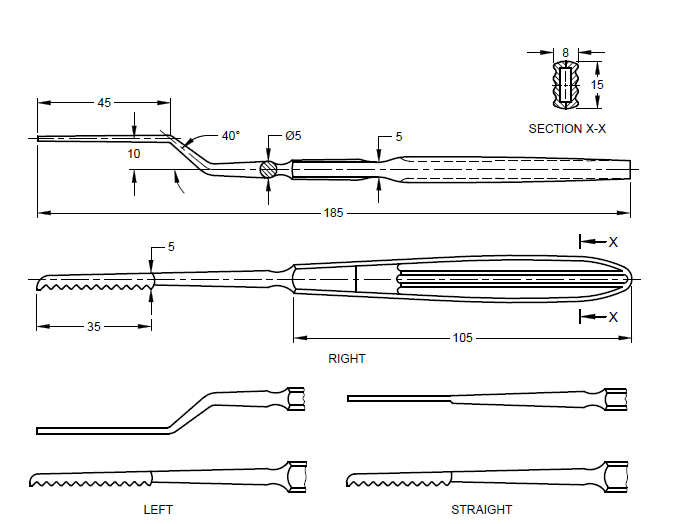 8
15
SECTION X-X
45
40°
Ø5
5
10
185
5
X
35
X
105
RIGHT
LEFT
STRAIGHT